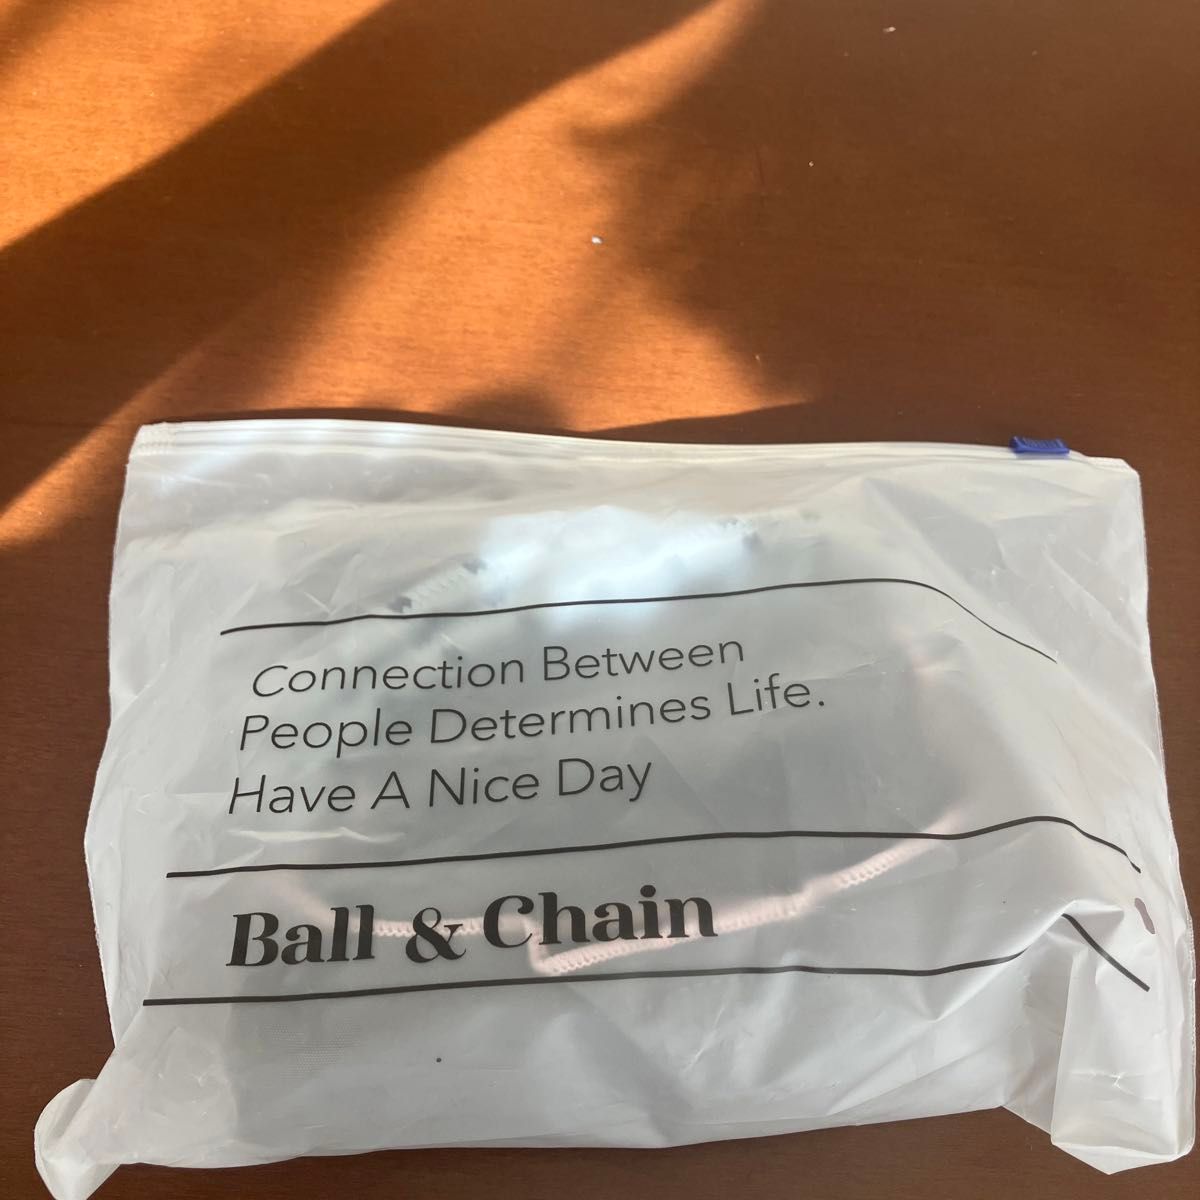 Connection Between
People Determines Life.
Have A Nice Day
Ball & Chain